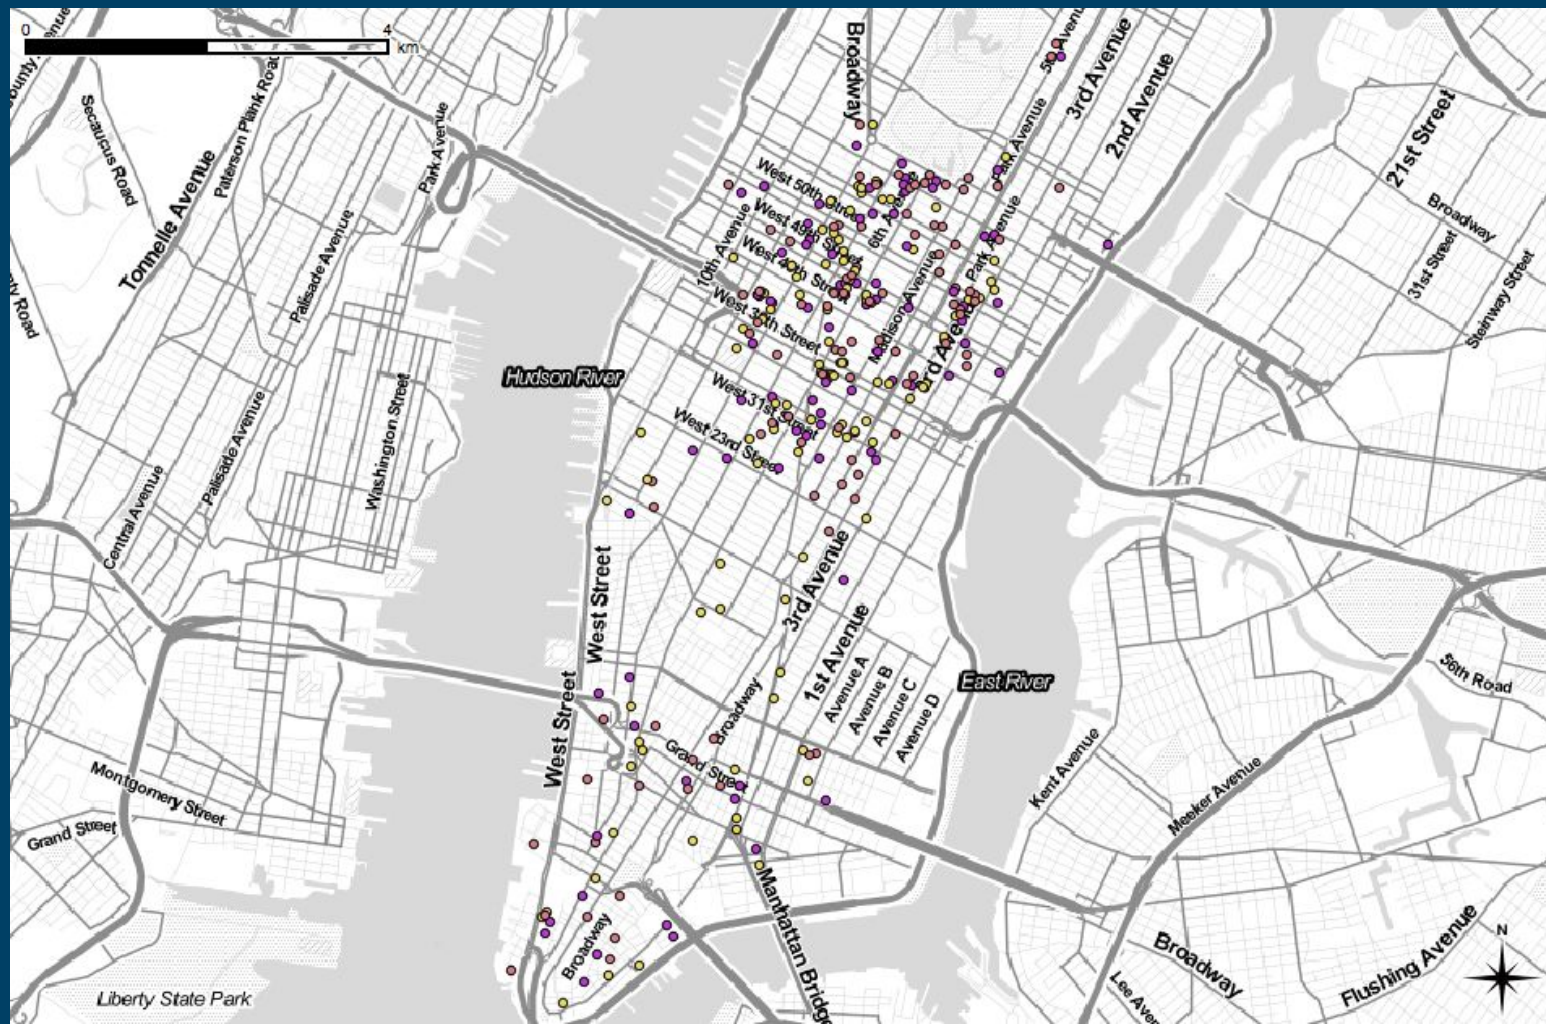 0
4
km
Secaucus Road
Tonnelle Avenue
Paterson Plank Road
Park Avenue
Palisade Avenue
Palisade Avenue
Washington Street
Central Avenue
Montgomery Street
Grand Street
Liberty State Park
Hudson River
West Street
West Street
Broadway
3rd Avenue
2nd Avenue
Park Avenue
Park Avenue
West 50th Street
West 49th Street
West 40th Street
10th Avenue
6th Avenue
Madison Avenue
3rd Avenue
West 31st Street
West 23rd Street
3rd Avenue
1st Avenue
Avenue A
Avenue B
Avenue C
Avenue D
East River
Broadway
Grand Street
Broadway
Manhattan Bridge
21st Street
Broadway
31st Street
Steinway Street
56th Road
Kent Avenue
Meeker Avenue
Broadway
Flushing Avenue
N